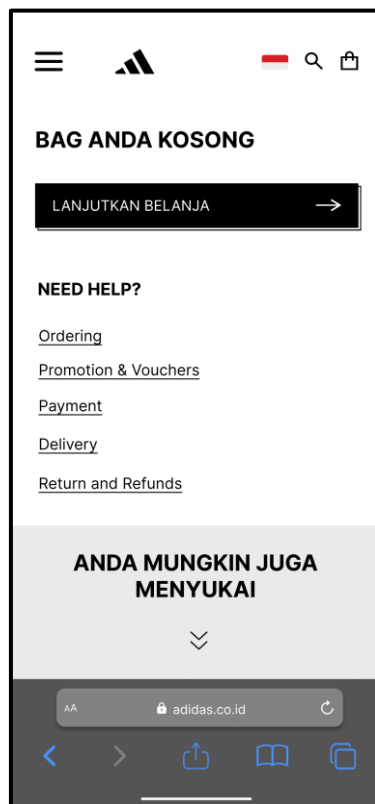 BAG ANDA KOSONG
LANJUTKAN BELANJA
NEED HELP?
Ordering
Promotion & Vouchers
Payment
Delivery
Return and Refunds
ANDA MUNGKIN JUGA
MENYUKAI
AA adidas.co.id